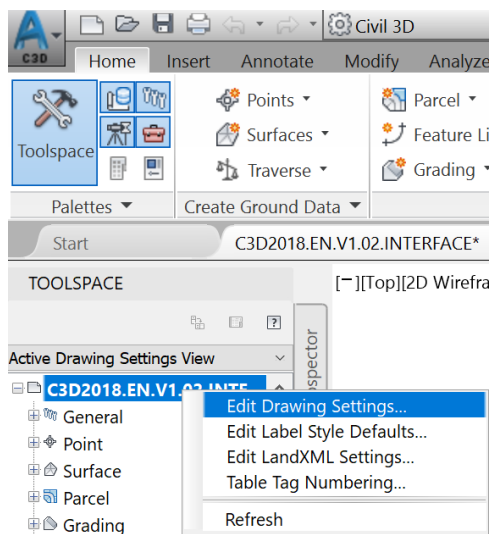 Civil 3D
C3D
Home Insert Annotate Modify Analyze
Toolspace
Points
Surfaces
Traverse
Parcel
Feature Li
Grading
Palettes
Create Ground Data
Start
C3D2018.EN.V1.02.INTERFACE*
TOOLSPACE
[−][Top][2D Wirefra
Active Drawing Settings View
C3D2018.EN.V1.02.INTE
General
Point
Surface
Parcel
Grading
Edit Drawing Settings...
Edit Label Style Defaults...
Edit LandXML Settings...
Table Tag Numbering...
Refresh